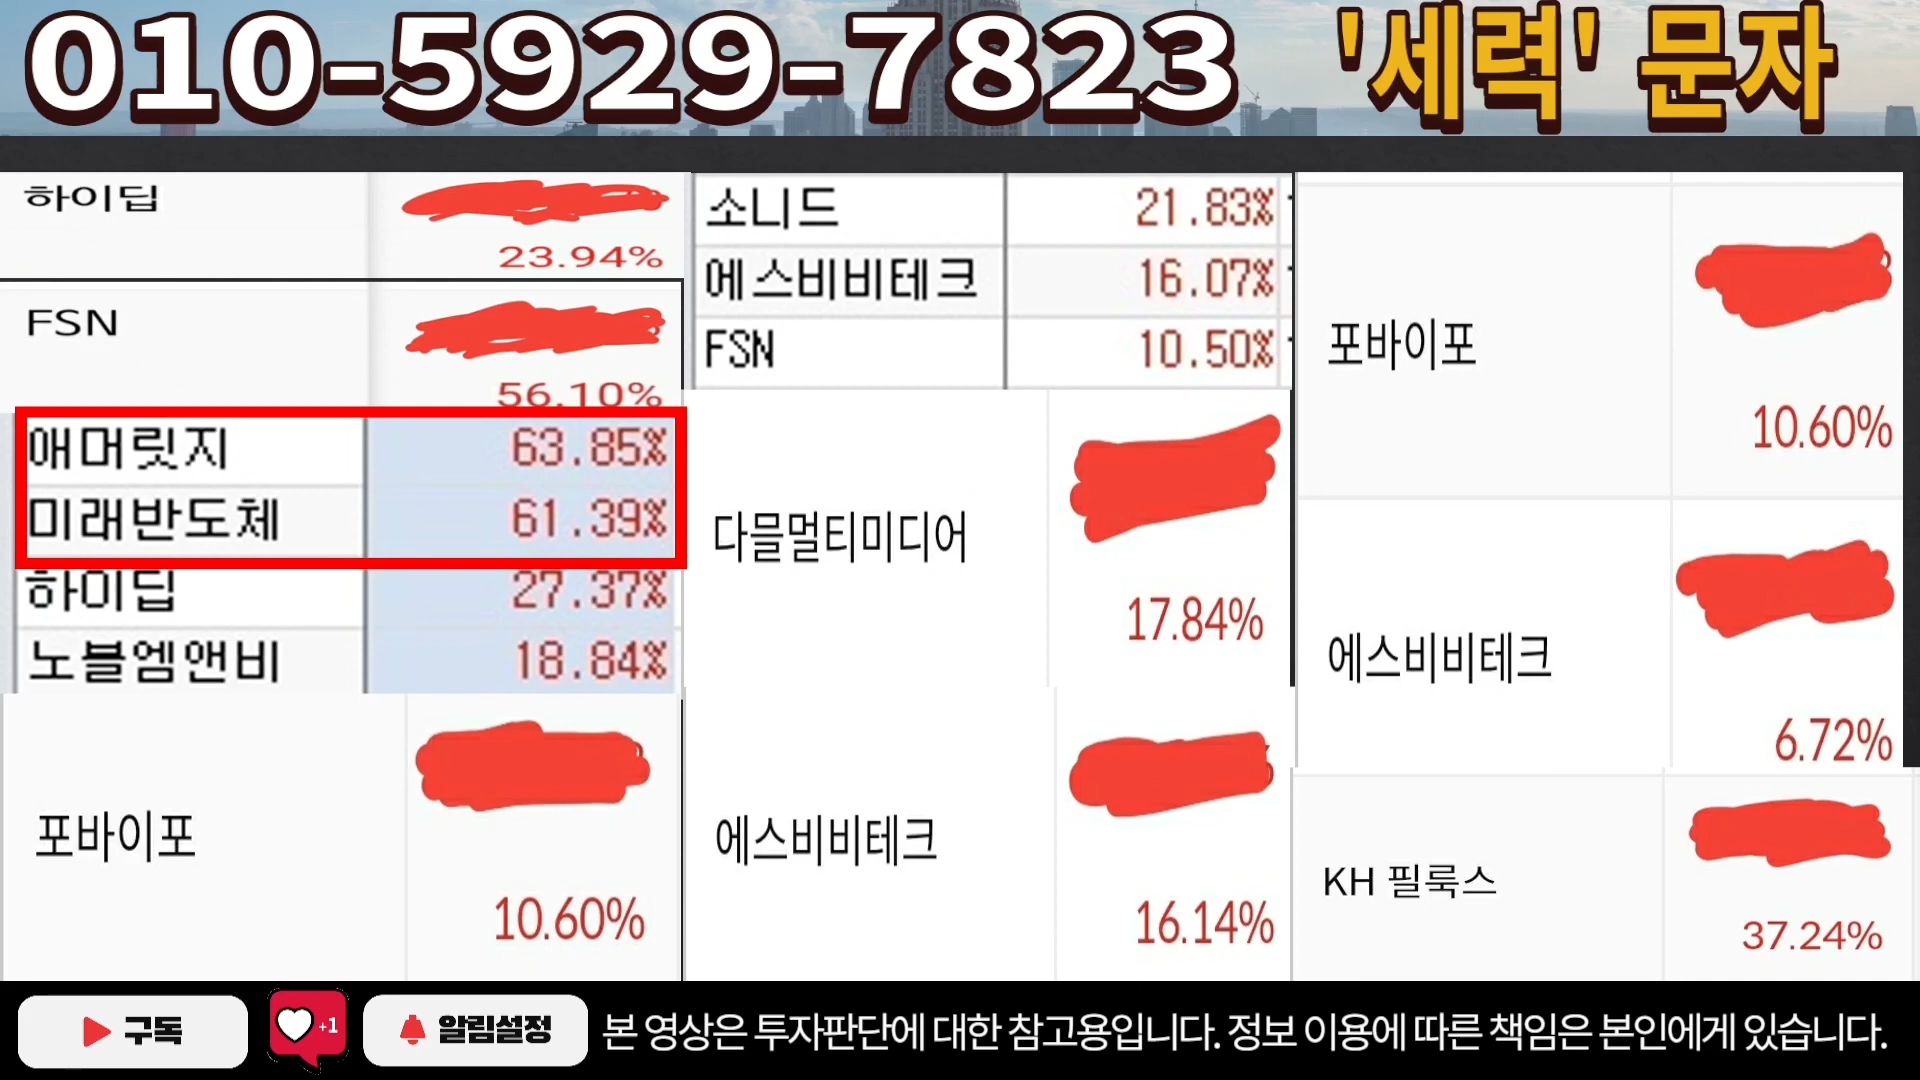 010-5929-7823 '세력' 문자
하이딥
23.94%
FSN
56.10%
애머릿지 63.85%
미래반도체 61.39%
하이딥 27.37%
노블엠앤비 18.84%
포바이포
10.60%
소니드 21.83%
에스비비테크 16.07%
FSN 10.50%
다믈멀티미디어
17.84%
에스비비테크
16.14%
포바이포
10.60%
에스비비테크
6.72%
KH 필룩스
37.24%
구독 +1 알림설정 본 영상은 투자판단에 대한 참고용입니다. 정보 이용에 따른 책임은 본인에게 있습니다.